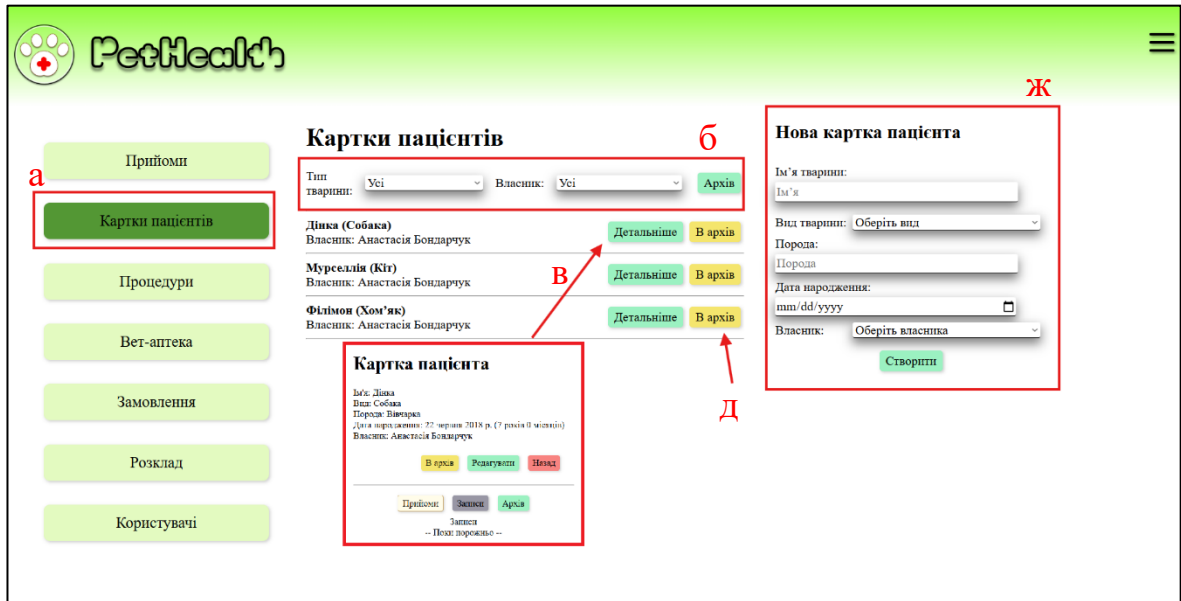 PetHealth
ж
а
Прийоми
Картки пацієнтів
Процедури
Вет-аптека
Замовлення
Розклад
Користувачі
Картки пацієнтів
б
Тип тварини: Усі Власник: Усі Архів
Дінка (Собака)
Власник: Анастасія Бондарчук
Детальніше В архів
Мурселлія (Кіт)
Власник: Анастасія Бондарчук
Детальніше В архів
Філімон (Хом’як)
Власник: Анастасія Бондарчук
Детальніше В архів
в
д
Картка пацієнта
Ім'я: Дінка
Вид: Собака
Порода: Вівчарка
Дата народження: 22 червня 2018 р. (7 років 0 місяців)
Власник: Анастасія Бондарчук
В архів Редагувати Назад
Прийоми Записи Архів
Записи
-- Поки порожньо --
Нова картка пацієнта
Ім’я тварини:
Ім’я
Вид тварини: Оберіть вид
Порода:
Порода
Дата народження:
mm/dd/yyyy
Власник: Оберіть власника
Створити